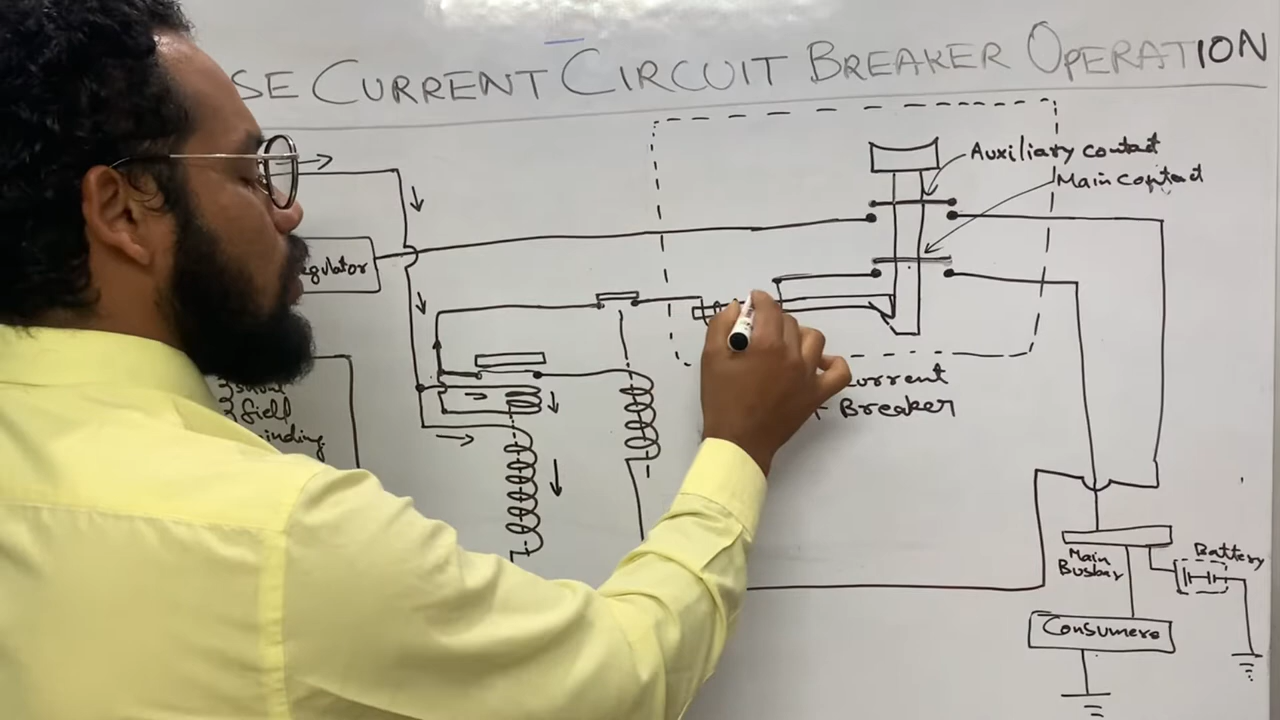 SE CURRENT CIRCUIT BREAKER OPERATION
Auxiliary contact
Main contact
egulator
urrent
Breaker
field
inding
Main
Busbar
Battery
Consumers